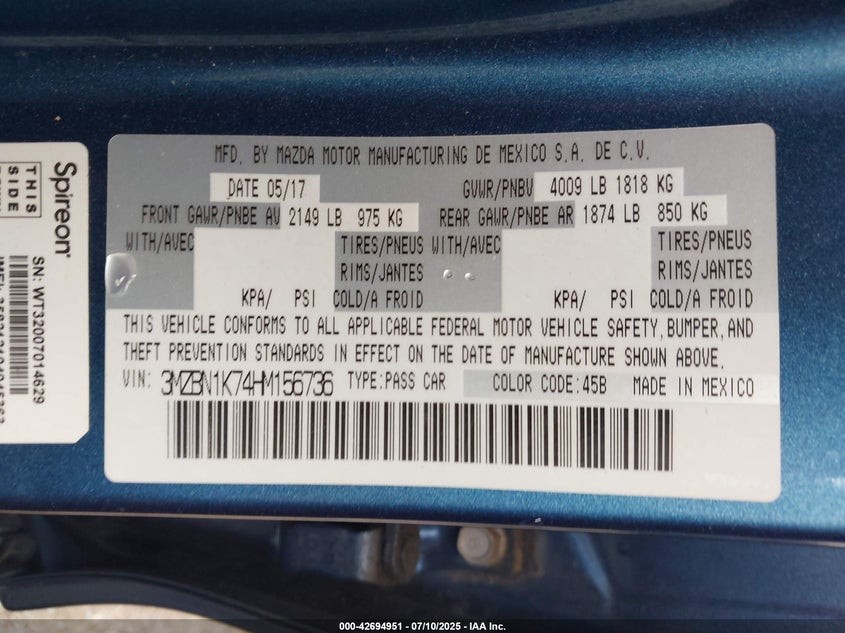 MFD. BY MAZDA MOTOR MANUFACTURING DE MEXICO S.A. DE C.V.
DATE 05/17 GVWR/PNBV 4009 LB 1818 KG
FRONT GAWR/PNBE AV 2149 LB 975 KG REAR GAWR/PNBE AR 1874 LB 850 KG
WITH/AVEC TIRES/PNEUS WITH/AVEC TIRES/PNEUS
RIMS/JANTES RIMS/JANTES
KPA/ PSI COLD/A FROID KPA/ PSI COLD/A FROID
THIS VEHICLE CONFORMS TO ALL APPLICABLE FEDERAL MOTOR VEHICLE SAFETY, BUMPER, AND
THEFT PREVENTION STANDARDS IN EFFECT ON THE DATE OF MANUFACTURE SHOWN ABOVE.
VIN: 3MZBN1K74HM156736 TYPE:PASS CAR COLOR CODE:45B MADE IN MEXICO
Spireon
THIS
SIDE
SN: WT32007014629
000-42694951 - 07/10/2025 - IAA Inc.